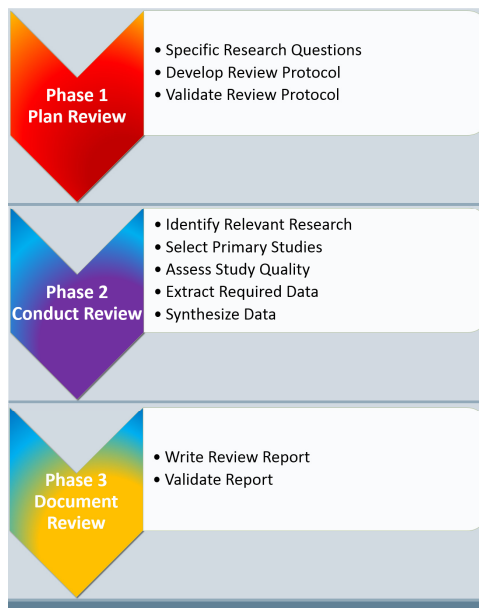 Phase 1
Plan Review
• Specific Research Questions
• Develop Review Protocol
• Validate Review Protocol
Phase 2
Conduct Review
• Identify Relevant Research
• Select Primary Studies
• Assess Study Quality
• Extract Required Data
• Synthesize Data
Phase 3
Document
Review
• Write Review Report
• Validate Report